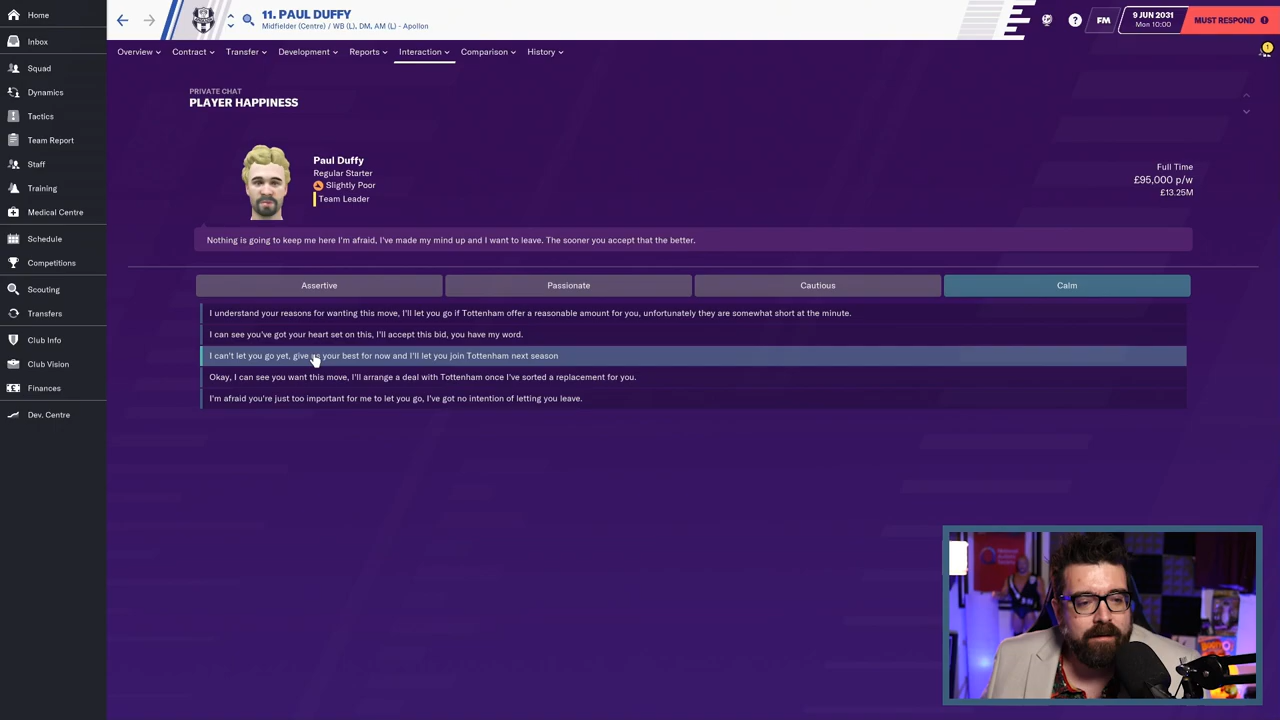 Home
Inbox
Squad
Dynamics
Tactics
Team Report
Staff
Training
Medical Centre
Schedule
Competitions
Scouting
Transfers
Club Info
Club Vision
Finances
Dev. Centre
11. PAUL DUFFY
Midfielder (Centre) / WB (L), DM, AM (L) - Apollon
FM
9 JUN 2031
Mon 10:00
MUST RESPOND
Overview
Contract
Transfer
Development
Reports
Interaction
Comparison
History
1
PRIVATE CHAT
PLAYER HAPPINESS
Paul Duffy
Regular Starter
Slightly Poor
Team Leader
Full Time
£95,000 p/w
£13.25M
Nothing is going to keep me here I'm afraid, I've made my mind up and I want to leave. The sooner you accept that the better.
Assertive
Passionate
Cautious
Calm
I understand your reasons for wanting this move, I'll let you go if Tottenham offer a reasonable amount for you, unfortunately they are somewhat short at the minute.
I can see you've got your heart set on this, I'll accept this bid, you have my word.
I can't let you go yet, give us your best for now and I'll let you join Tottenham next season
Okay, I can see you want this move, I'll arrange a deal with Tottenham once I've sorted a replacement for you.
I'm afraid you're just too important for me to let you go, I've got no intention of letting you leave.